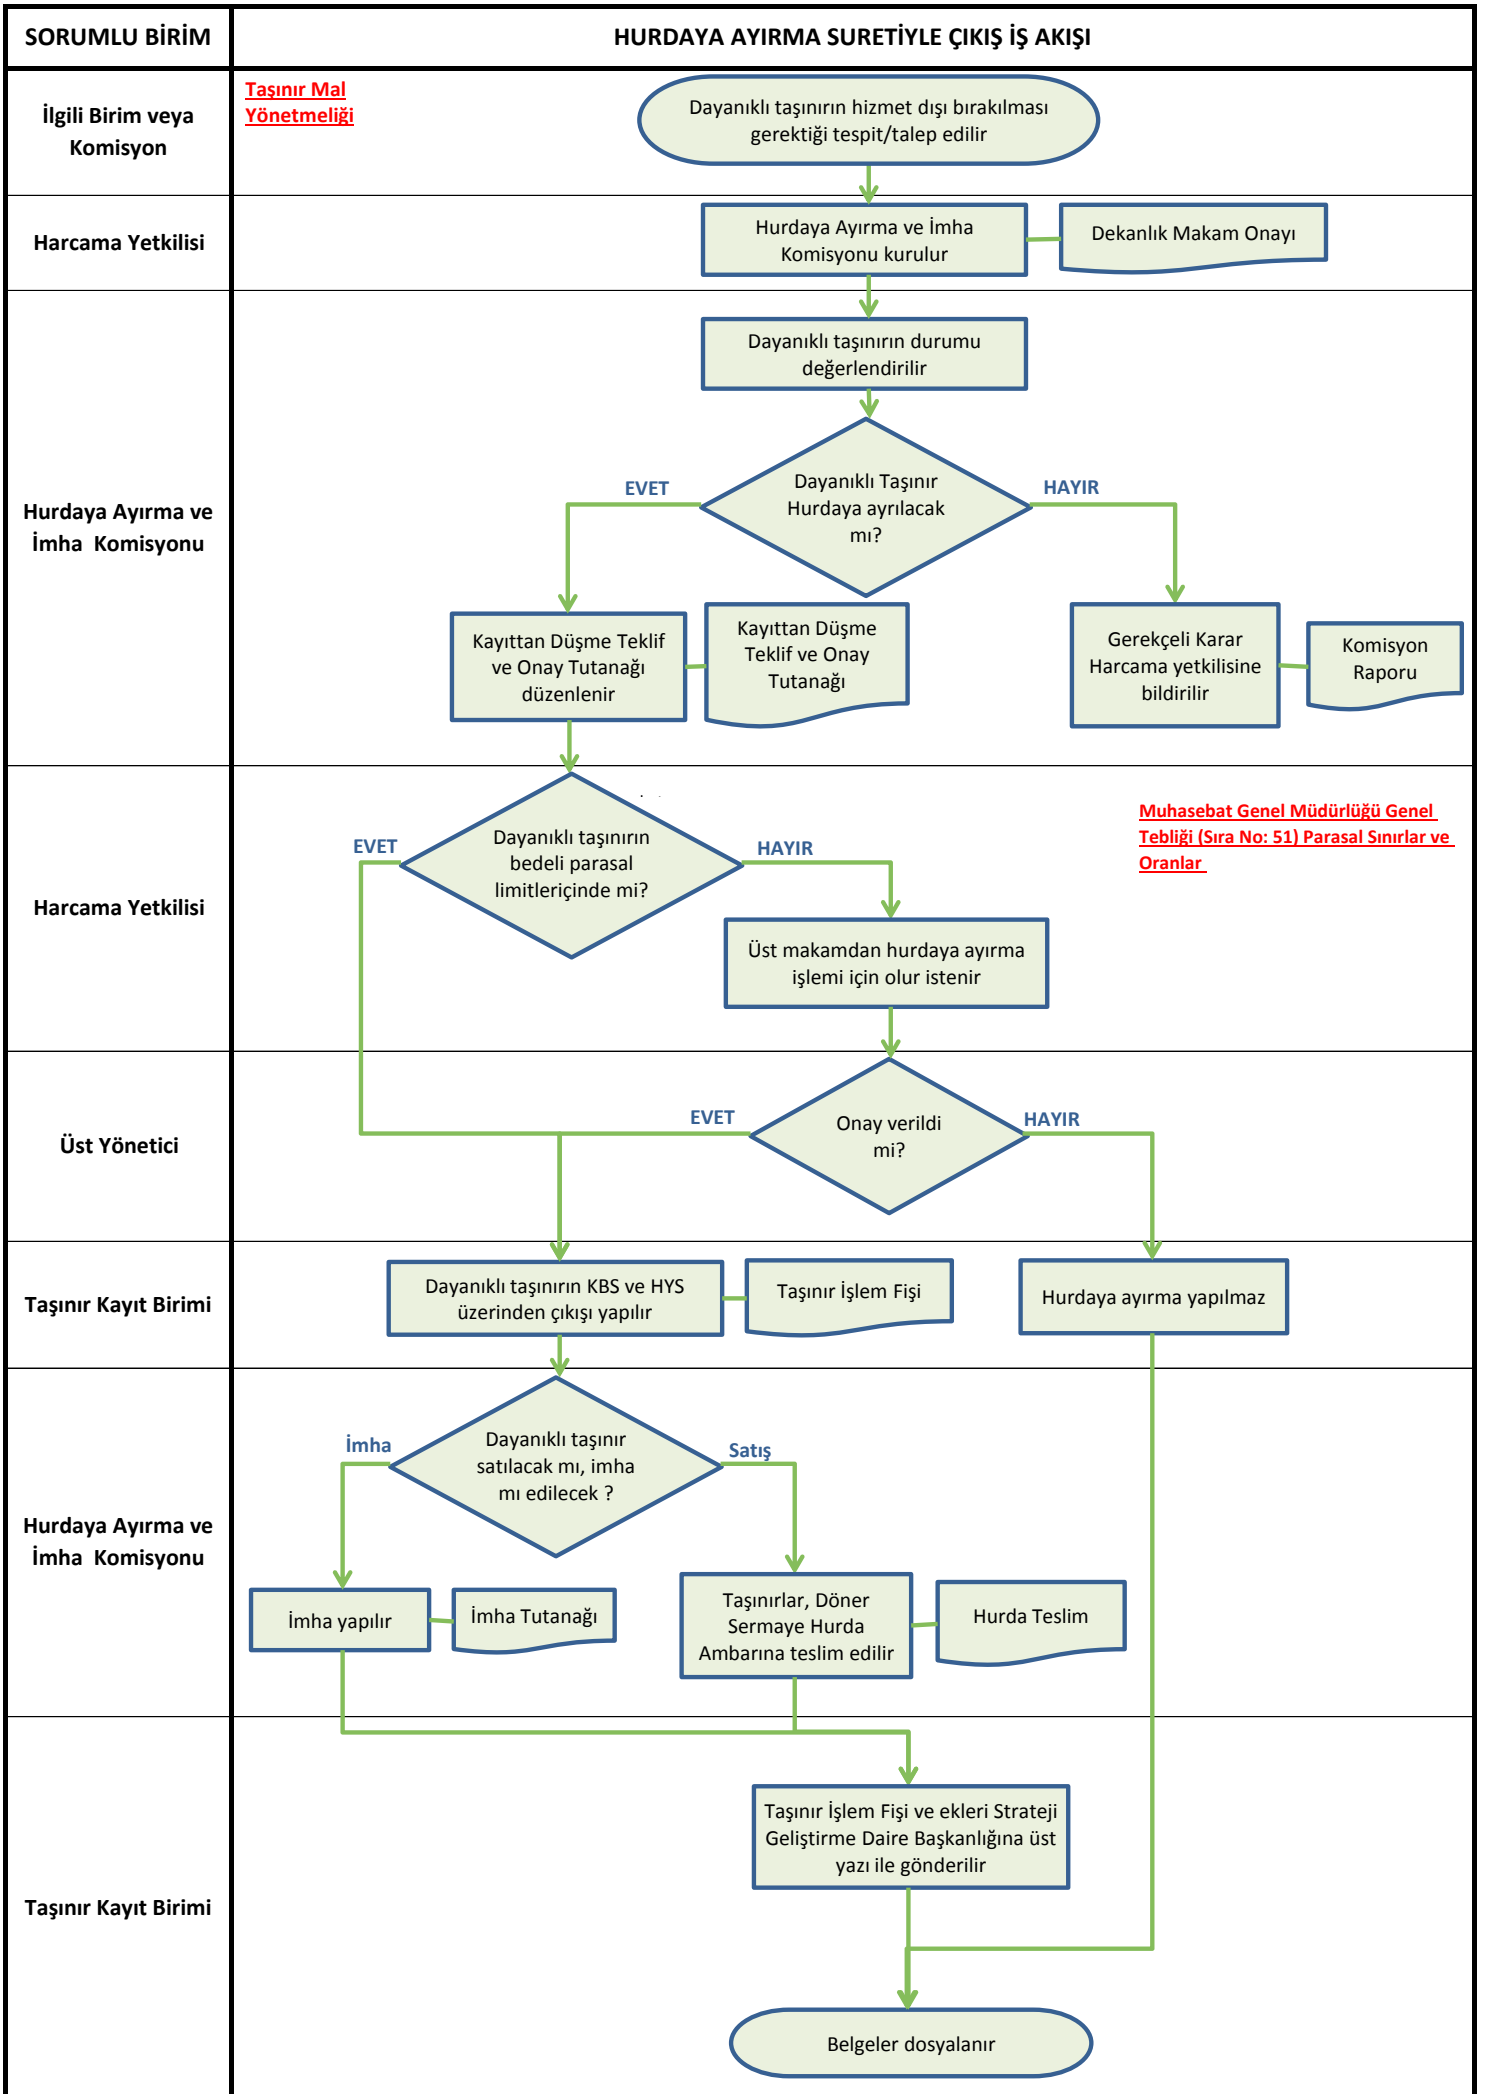 SORUMLU BİRİM
HURDAYA AYIRMA SURETİYLE ÇIKIŞ İŞ AKIŞI
İlgili Birim veya
Komisyon
Taşınır Mal
Yönetmeliği
Dayanıklı taşınırın hizmet dışı bırakılması
gerektiği tespit/talep edilir
Harcama Yetkilisi
Hurdaya Ayırma ve İmha
Komisyonu kurulur
Dekanlık Makam Onayı
Hurdaya Ayırma ve
İmha Komisyonu
Dayanıklı taşınırın durumu
değerlendirilir
Dayanıklı Taşınır
Hurdaya ayrılacak
mı?
EVET
HAYIR
Kayıttan Düşme Teklif
ve Onay Tutanağı
düzenlenir
Kayıttan Düşme
Teklif ve Onay
Tutanağı
Gerekçeli Karar
Harcama yetkilisine
bildirilir
Komisyon
Raporu
Harcama Yetkilisi
Dayanıklı taşınırın
bedeli parasal
limitleriçinde mi?
EVET
HAYIR
Muhasebat Genel Müdürlüğü Genel
Tebliği (Sıra No: 51) Parasal Sınırlar ve
Oranlar
Üst makamdan hurdaya ayırma
işlemi için olur istenir
Üst Yönetici
EVET
Onay verildi
mi?
HAYIR
Taşınır Kayıt Birimi
Dayanıklı taşınırın KBS ve HYS
üzerinden çıkışı yapılır
Taşınır İşlem Fişi
Hurdaya ayırma yapılmaz
Hurdaya Ayırma ve
İmha Komisyonu
İmha
Dayanıklı taşınır
satılacak mı, imha
mı edilecek ?
Satış
İmha yapılır
İmha Tutanağı
Taşınırlar, Döner
Sermaye Hurda
Ambarına teslim edilir
Hurda Teslim
Taşınır Kayıt Birimi
Taşınır İşlem Fişi ve ekleri Strateji
Geliştirme Daire Başkanlığına üst
yazı ile gönderilir
Belgeler dosyalanır